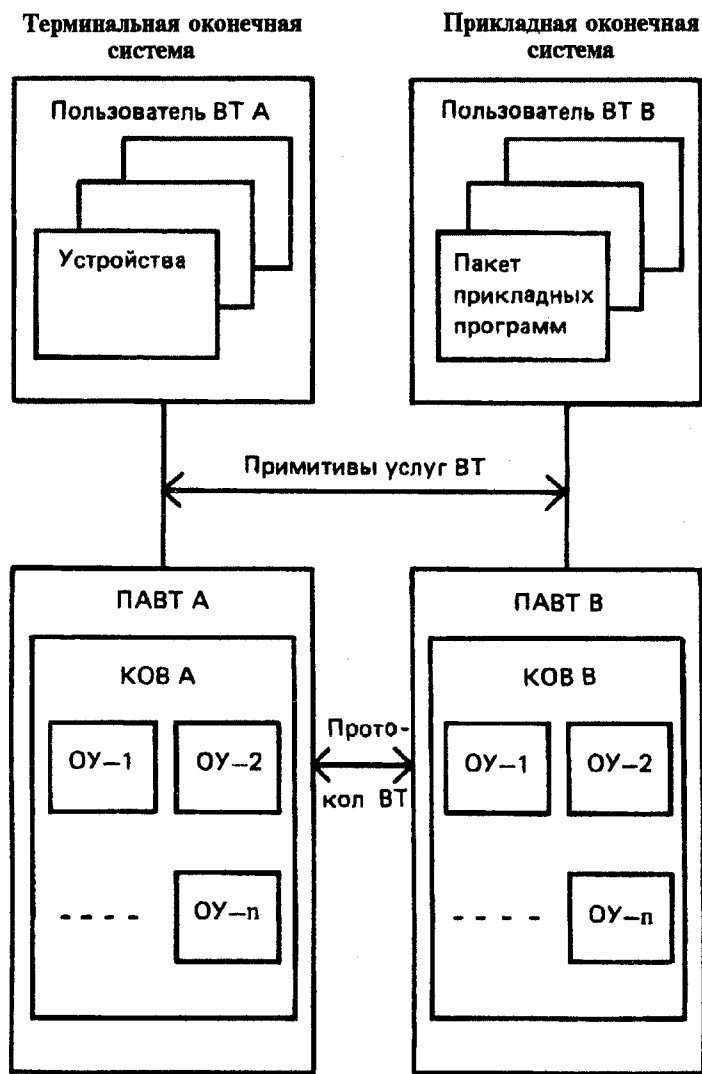 Терминальная оконечная
система
Прикладная оконечная
система
Пользователь ВТ А
Устройства
Пользователь ВТ В
Пакет
прикладных
программ
Примитивы услуг ВТ
ПАВТ А
КОВ А
ОУ—1
ОУ—2
- - - -
ОУ—n
Прото-
кол ВТ
ПАВТ В
КОВ В
ОУ—1
ОУ—2
- - - -
ОУ—n